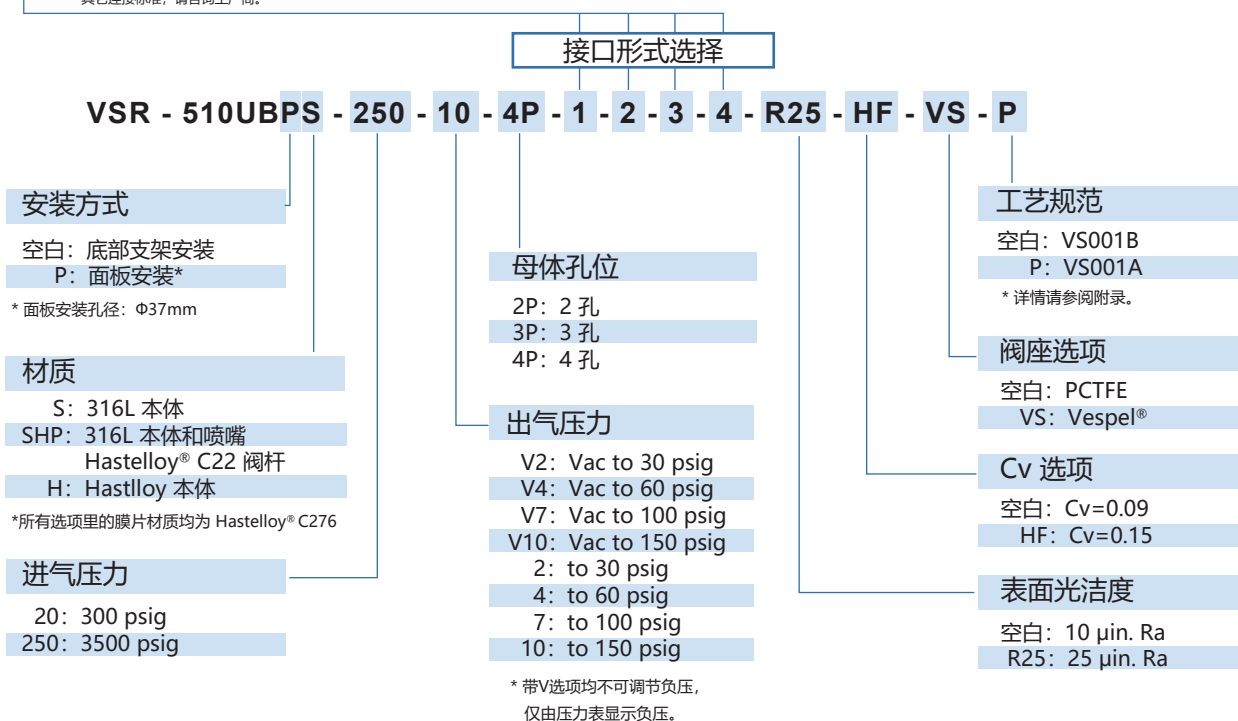 接口形式选择
VSR - 510UBPS - 250 - 10 - 4P - 1 - 2 - 3 - 4 - R25 - HF - VS - P
安装方式
空白：底部支架安装
P：面板安装*
* 面板安装孔径：Φ37mm
材质
S：316L 本体
SHP：316L 本体和喷嘴
Hastelloy® C22 阀杆
H：Hastlloy 本体
*所有选项里的膜片材质均为 Hastelloy® C276
进气压力
20：300 psig
250：3500 psig
母体孔位
2P：2 孔
3P：3 孔
4P：4 孔
出气压力
V2：Vac to 30 psig
V4：Vac to 60 psig
V7：Vac to 100 psig
V10：Vac to 150 psig
2：to 30 psig
4：to 60 psig
7：to 100 psig
10：to 150 psig
* 带V选项均不可调节负压，
仅由压力表显示负压。
工艺规范
空白：VS001B
P：VS001A
* 详情请参阅附录。
阀座选项
空白：PCTFE
VS：Vespel®
Cv 选项
空白：Cv=0.09
HF：Cv=0.15
表面光洁度
空白：10 μin. Ra
R25：25 μin. Ra